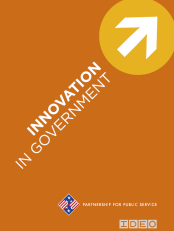 INNOVATION
IN GOVERNMENT
PARTNERSHIP FOR PUBLIC SERVICE
IDEO